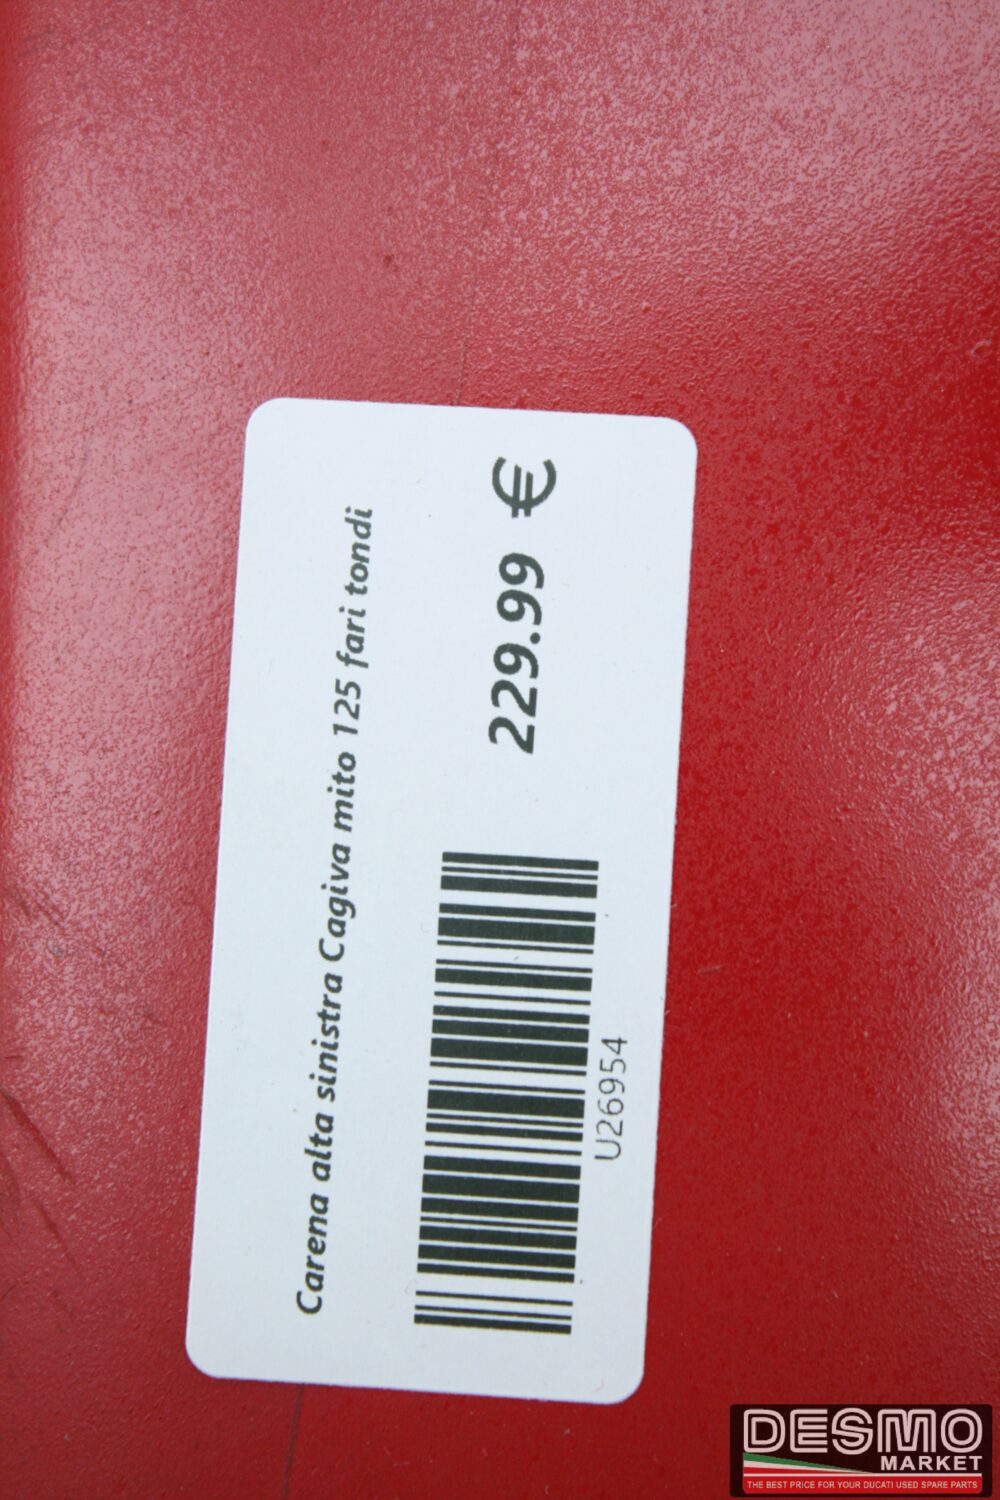 Carena alta sinistra Cagiva mito 125 fari tondi
229.99 €
U26954
DESMO
MARKET
THE BEST PRICE FOR YOUR DUCATI USED SPARE PARTS